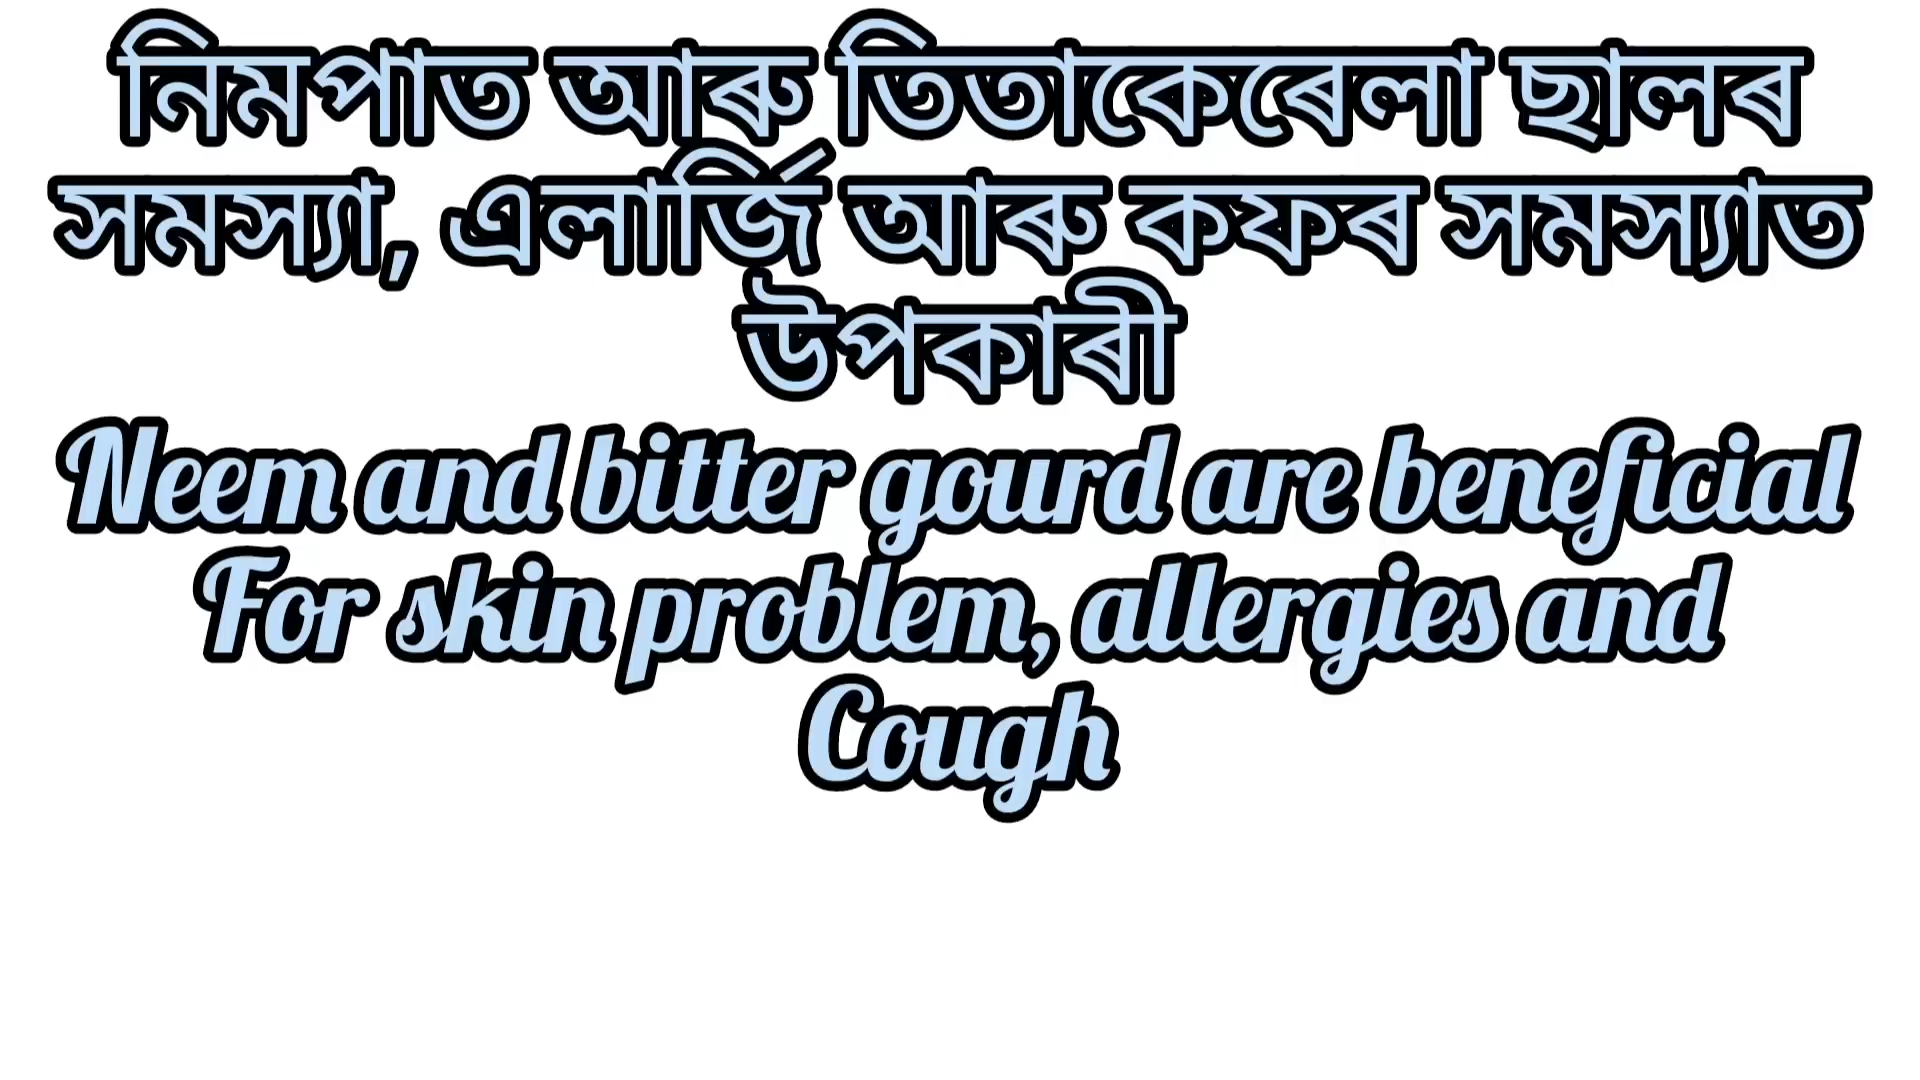 নিমপাত আৰু তিতাকেৰেলা ছালৰ
সমস্যা, এলাৰ্জি আৰু কফৰ সমস্যাত
উপকাৰী
Neem and bitter gourd are beneficial
For skin problem, allergies and
Cough